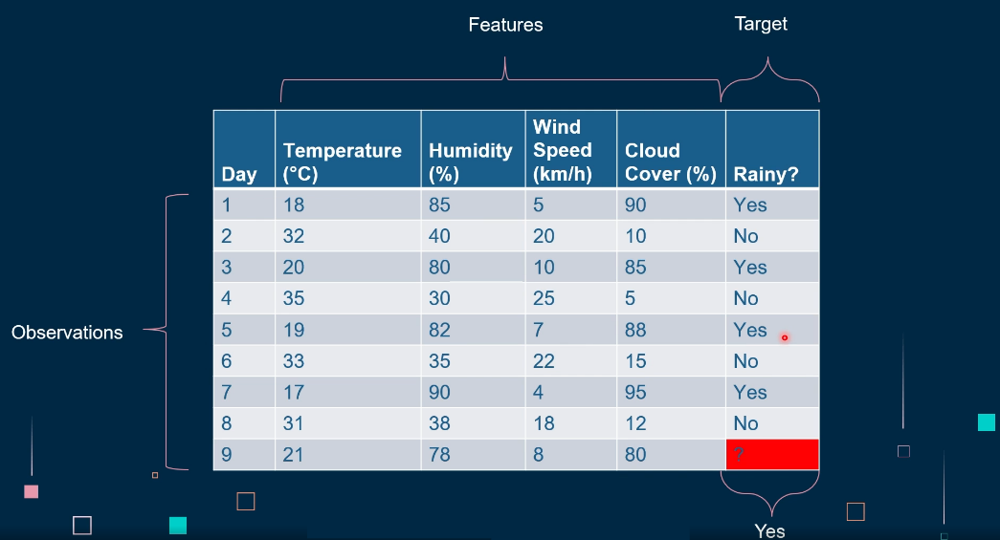 Features
Target
Day Temperature (°C) Humidity (%) Wind Speed (km/h) Cloud Cover (%) Rainy?
1 18 85 5 90 Yes
2 32 40 20 10 No
3 20 80 10 85 Yes
4 35 30 25 5 No
Observations
5 19 82 7 88 Yes
6 33 35 22 15 No
7 17 90 4 95 Yes
8 31 38 18 12 No
9 21 78 8 80 ?
Yes